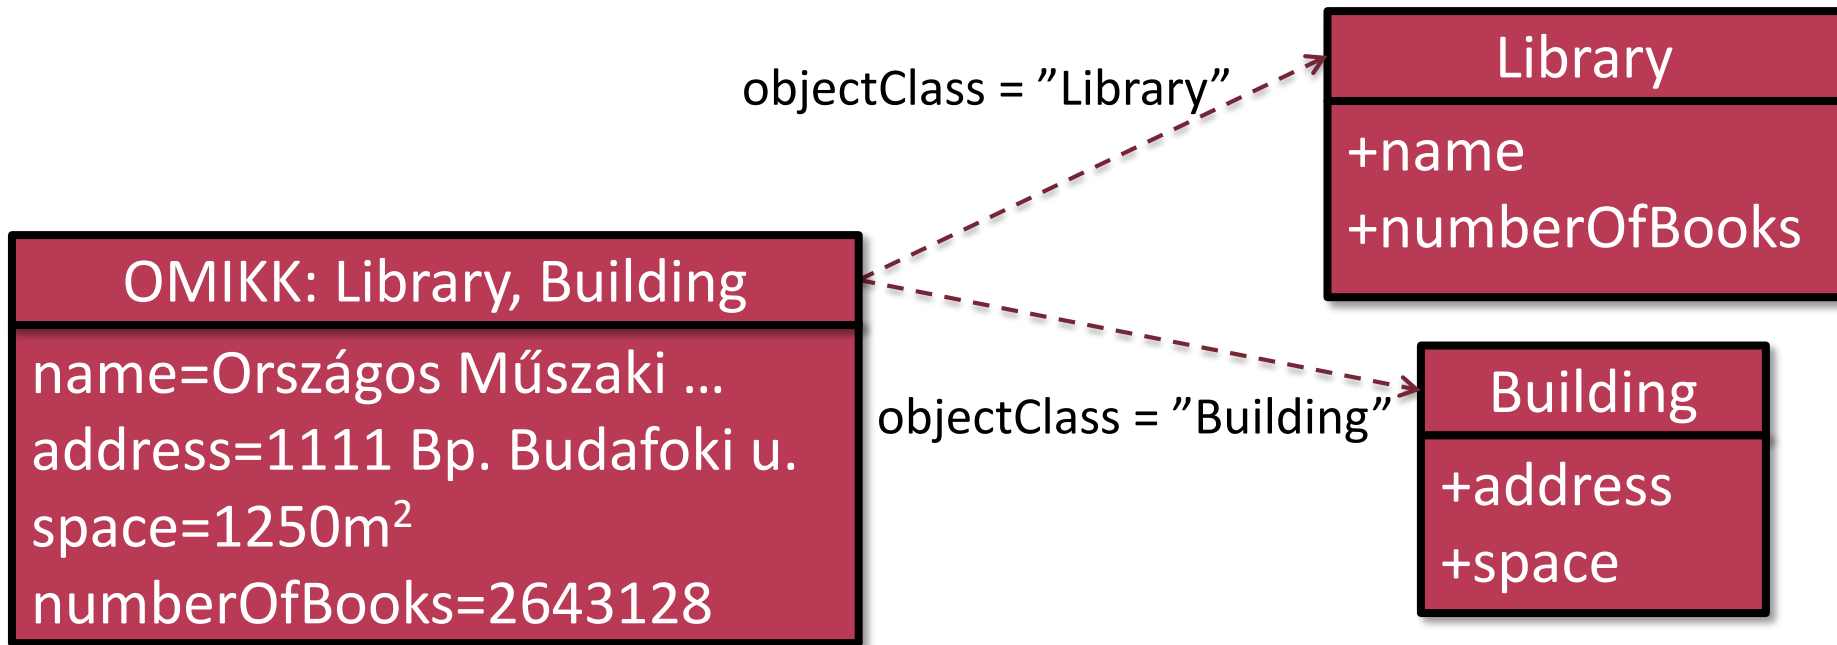 objectClass = ”Library”
Library
+name
+numberOfBooks
OMIKK: Library, Building
name=Országos Műszaki ...
address=1111 Bp. Budafoki u.
space=1250m²
numberOfBooks=2643128
objectClass = ”Building”
Building
+address
+space